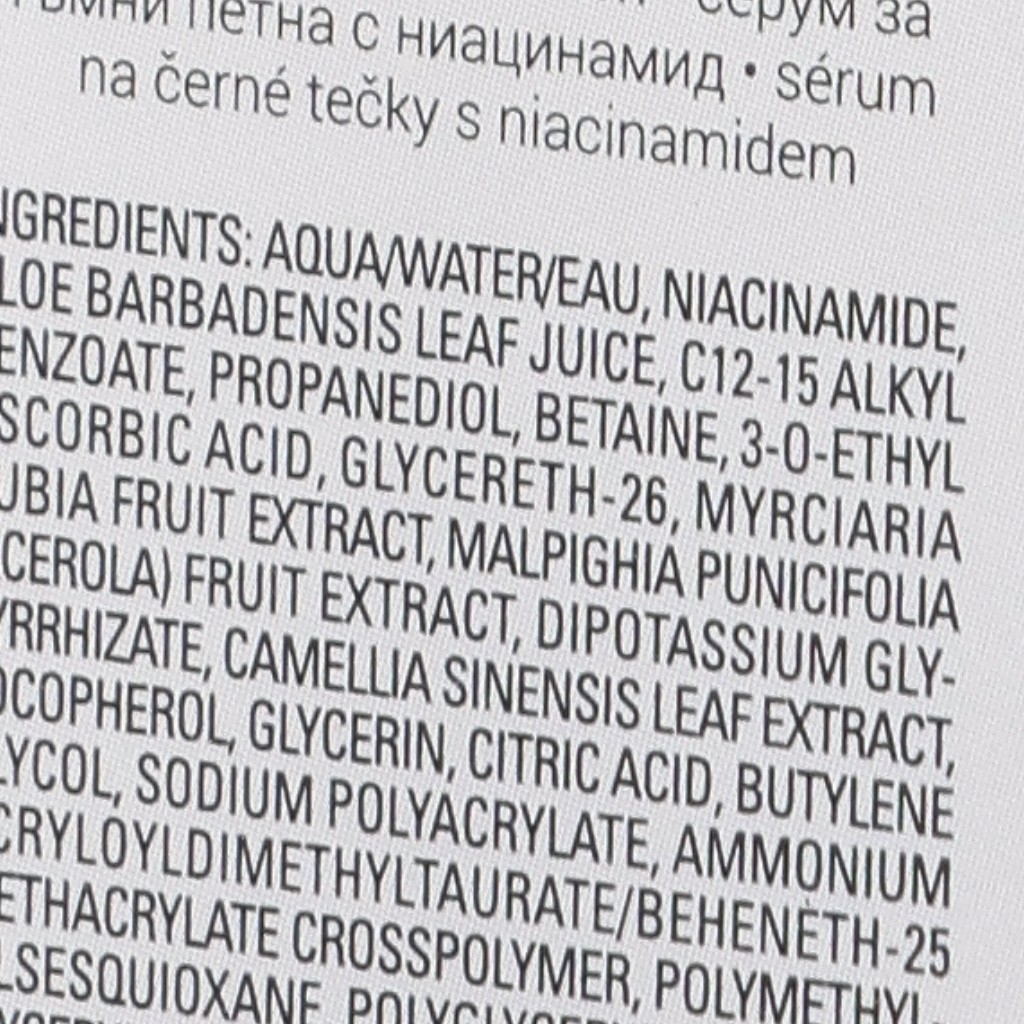 тъмни петна с ниацинамид • sérum
серум за
na černé tečky s niacinamidem
NGREDIENTS: AQUA/WATER/EAU, NIACINAMIDE,
LOE BARBADENSIS LEAF JUICE, C12-15 ALKYL
ENZOATE, PROPANEDIOL, BETAINE, 3-O-ETHYL
SCORBIC ACID, GLYCERETH-26, MYRCIARIA
UBIA FRUIT EXTRACT, MALPIGHIA PUNICIFOLIA
CEROLA) FRUIT EXTRACT, DIPOTASSIUM GLY-
YRRHIZATE, CAMELLIA SINENSIS LEAF EXTRACT,
OCOPHEROL, GLYCERIN, CITRIC ACID, BUTYLENE
LYCOL, SODIUM POLYACRYLATE, AMMONIUM
CRYLOYLDIMETHYLTAURATE/BEHENETH-25
ETHACRYLATE CROSSPOLYMER, POLYMETHYL-
LSESQUIOXANE,